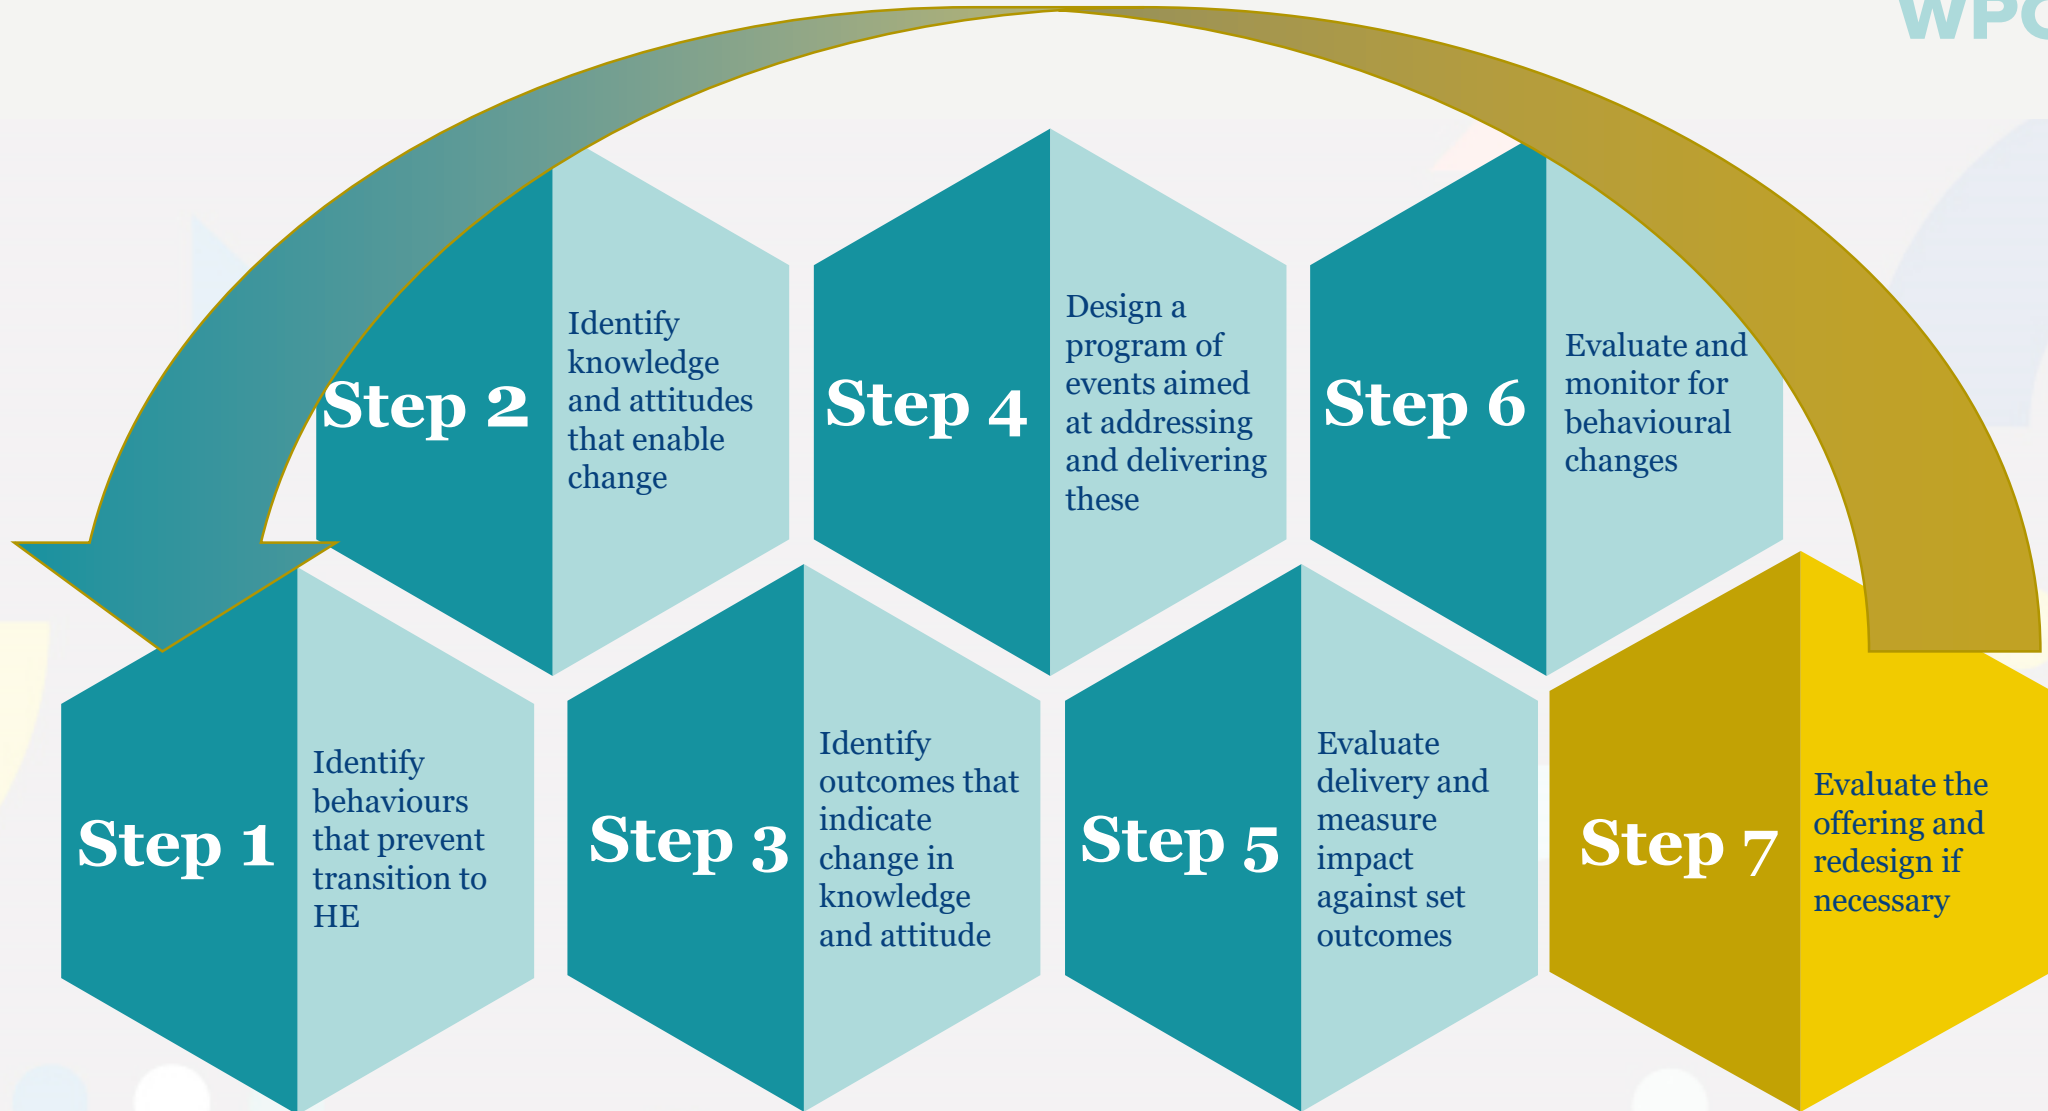 Step 1
Identify
behaviours
that prevent
transition to
HE
Step 2
Identify
knowledge
and attitudes
that enable
change
Step 3
Identify
outcomes that
indicate
change in
knowledge
and attitude
Step 4
Design a
program of
events aimed
at addressing
and delivering
these
Step 5
Evaluate
delivery and
measure
impact
against set
outcomes
Step 6
Evaluate and
monitor for
behavioural
changes
Step 7
Evaluate the
offering and
redesign if
necessary